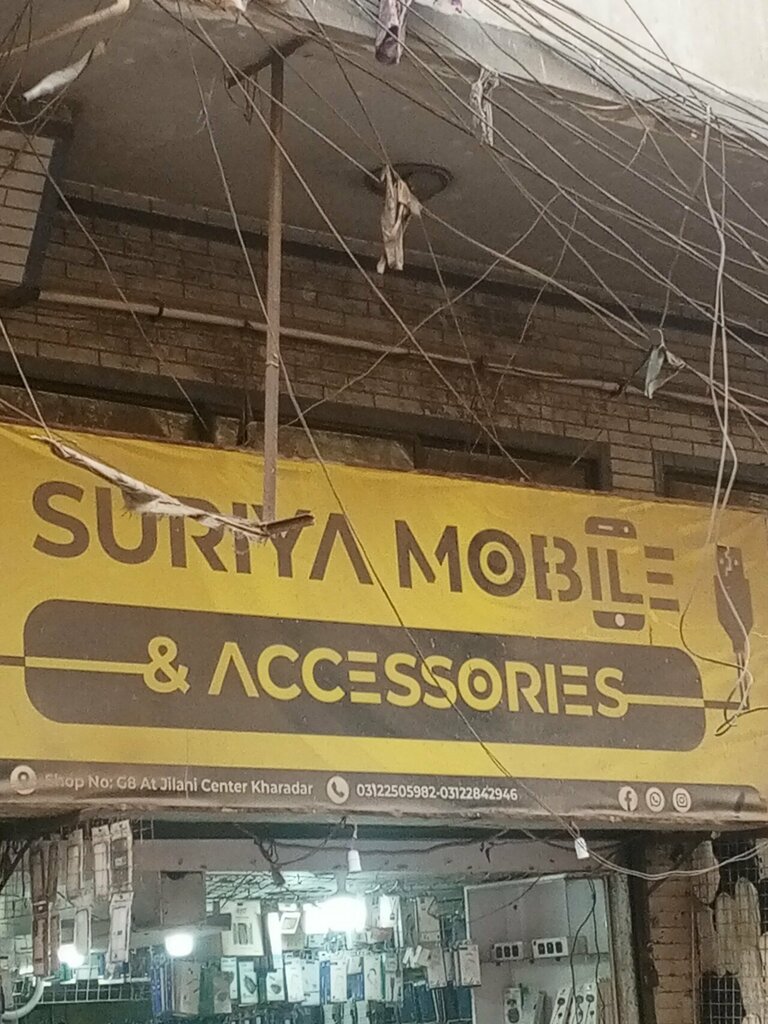 SURIYA MOBILE
& ACCESSORIES
Shop No: G8 At Jilani Center Kharadar 03122505982-03122842946